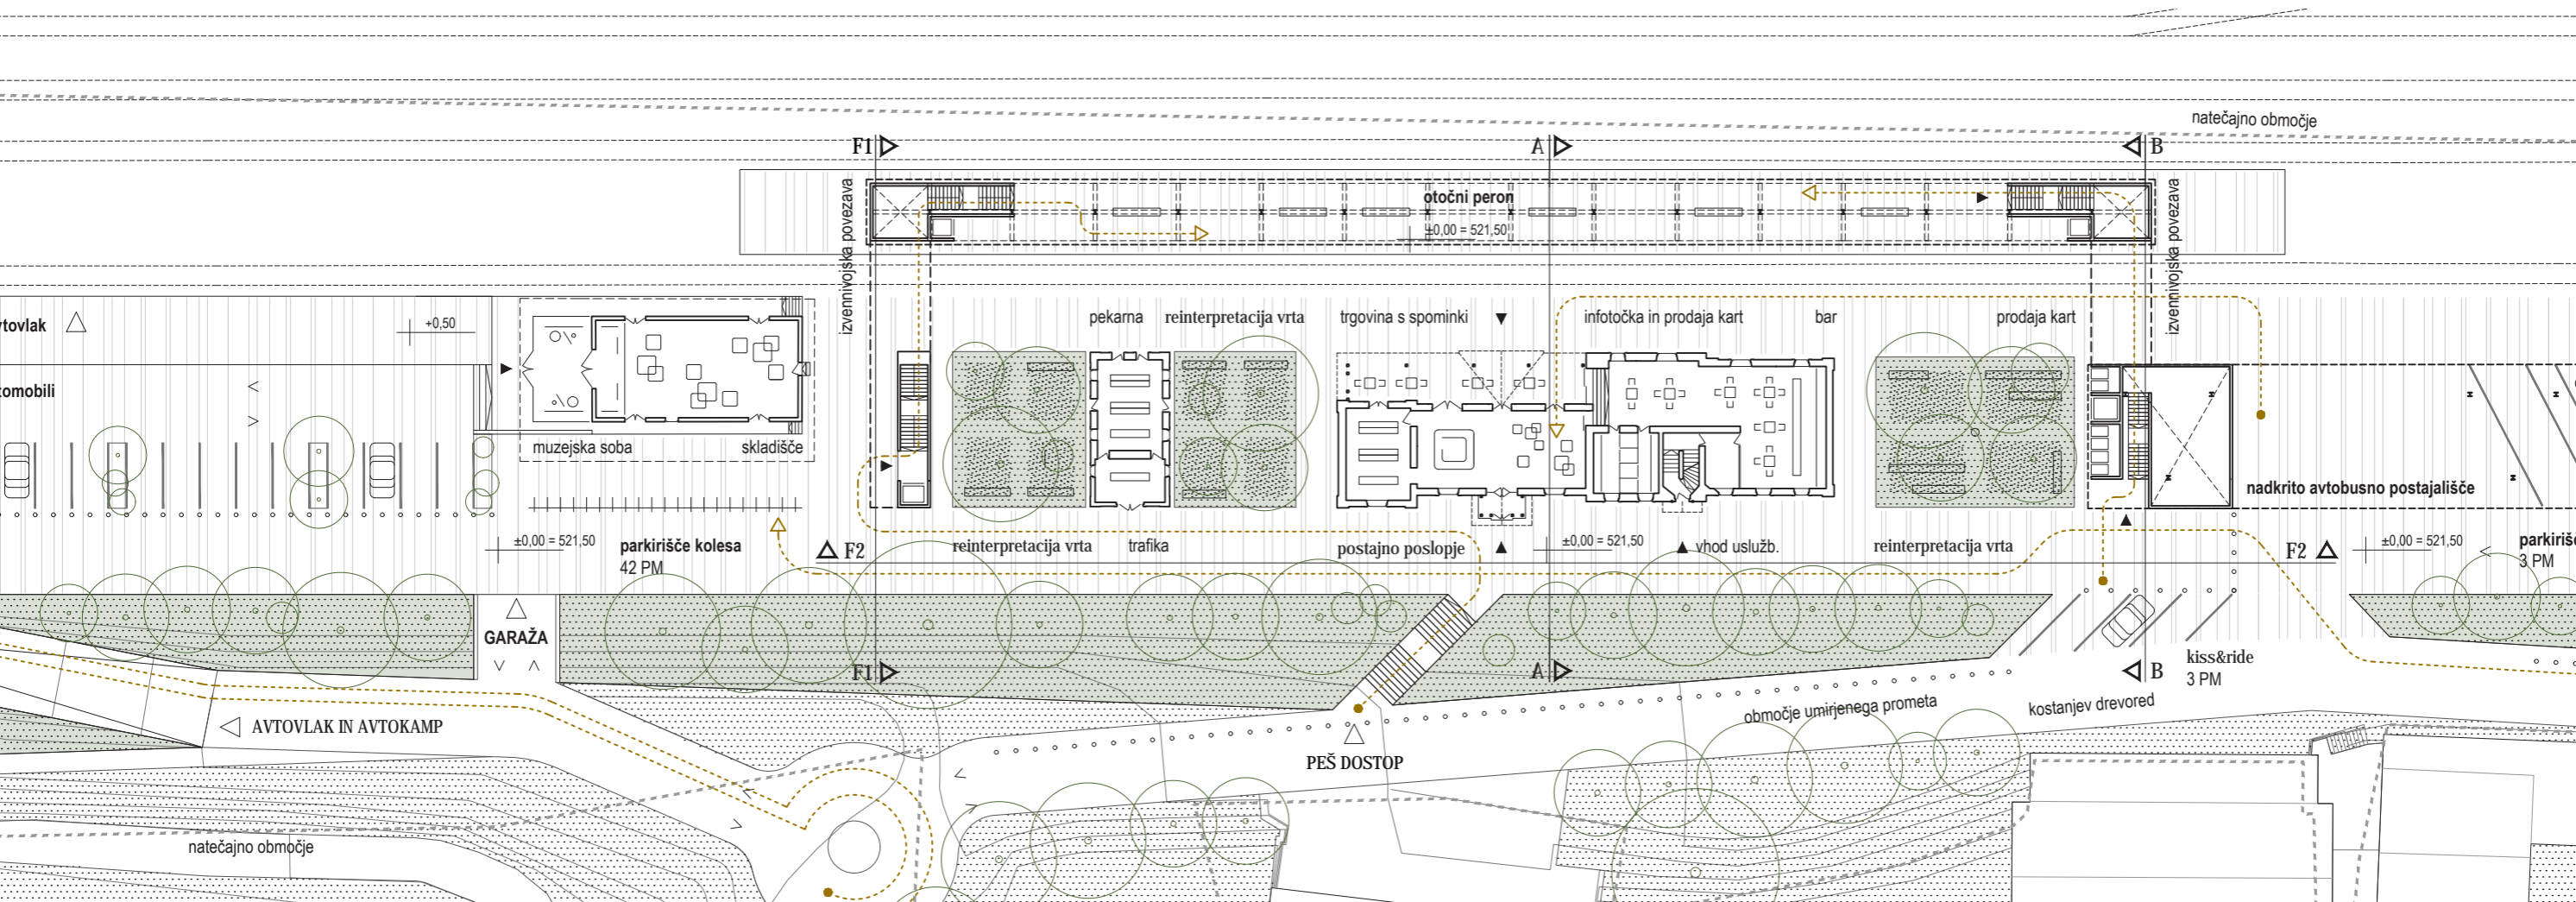 natečajno območje
F1
A
B
izvennivojska povezava
otočni peron
±0,00 = 521,50
izvennivojska povezava
+0,50
pekarna
reinterpretacija vrta
trgovina s spominki
infotočka in prodaja kart
bar
prodaja kart
muzejska soba
skladišče
nadkrito avtobusno postajališče
±0,00 = 521,50
parkirišče kolesa
42 PM
F2
reinterpretacija vrta
trafika
postajno poslopje
±0,00 = 521,50
vhod uslužb.
reinterpretacija vrta
F2
±0,00 = 521,50
3 PM
GARAŽA
F1
A
B
kiss&ride
3 PM
AVTOVLAK IN AVTOKAMP
območje umirjenega prometa
kostanjev drevored
PEŠ DOSTOP
natečajno območje